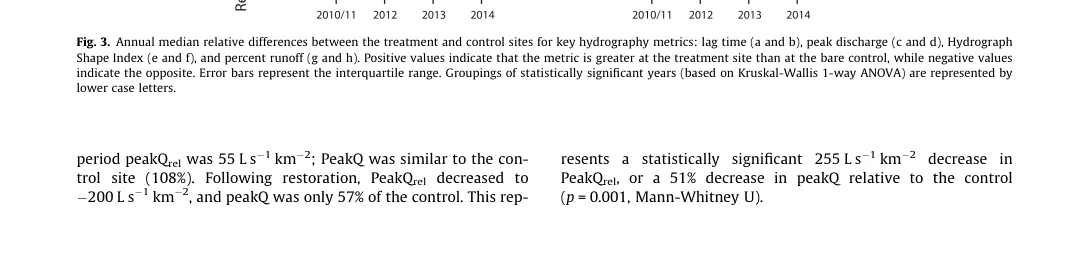 Re
2010/11 2012 2013 2014 2010/11 2012 2013 2014
Fig. 3. Annual median relative differences between the treatment and control sites for key hydrography metrics: lag time (a and b), peak discharge (c and d), Hydrograph
Shape Index (e and f), and percent runoff (g and h). Positive values indicate that the metric is greater at the treatment site than at the bare control, while negative values
indicate the opposite. Error bars represent the interquartile range. Groupings of statistically significant years (based on Kruskal-Wallis 1-way ANOVA) are represented by
lower case letters.
period peakQrel was 55 L s−1 km−2; PeakQ was similar to the con-
trol site (108%). Following restoration, PeakQrel decreased to
−200 L s−1 km−2, and peakQ was only 57% of the control. This rep-
resents a statistically significant 255 L s−1 km−2 decrease in
PeakQrel, or a 51% decrease in peakQ relative to the control
(p = 0.001, Mann-Whitney U).